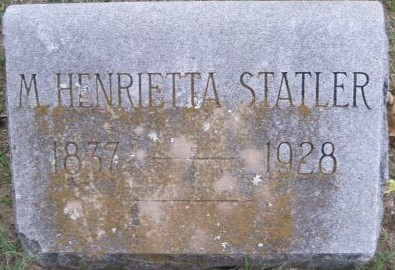 M. HENRIETTA STATLER
1837 — 1928